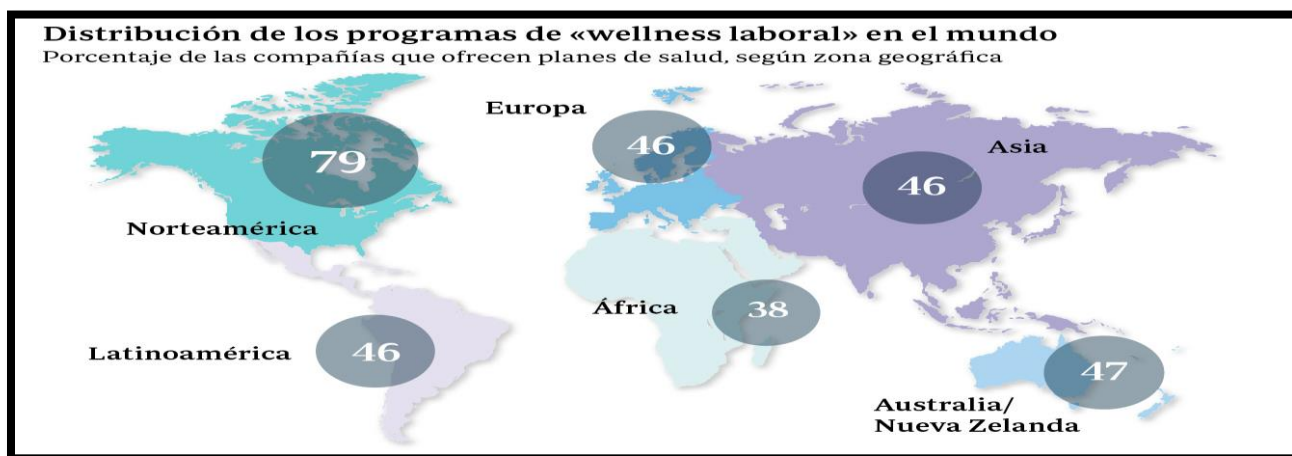 Distribución de los programas de «wellness laboral» en el mundo
Porcentaje de las compañías que ofrecen planes de salud, según zona geográfica
Europa
46
Asia
46
79
Norteamérica
África
38
Latinoamérica
46
47
Australia/
Nueva Zelanda